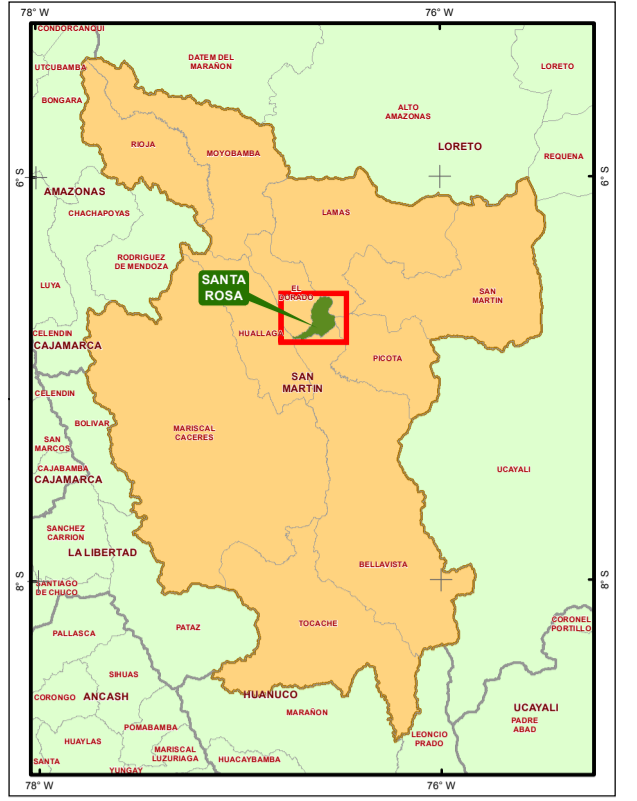 78° W
76° W
CONDORCANQUI
DATEM DEL
MARAÑON
UTCUBAMBA
LORETO
BONGARA
ALTO
AMAZONAS
RIOJA
MOYOBAMBA
LORETO
REQUENA
6° S
6° S
AMAZONAS
CHACHAPOYAS
LAMAS
RODRIGUEZ
DE MENDOZA
LUYA
SANTA
ROSA
EL
DORADO
SAN
MARTIN
CELENDIN
CAJAMARCA
HUALLAGA
PICOTA
SAN
MARTIN
CELENDIN
BOLIVAR
MARISCAL
CACERES
SAN
MARCOS
CAJABAMBA
CAJAMARCA
UCAYALI
SANCHEZ
CARRION
LA LIBERTAD
BELLAVISTA
8° S
8° S
SANTIAGO
DE CHUCO
PALLASCA
PATAZ
TOCACHE
CORONEL
PORTILLO
SIHUAS
CORONGO
ANCASH
HUANUCO
MARAÑON
UCAYALI
PADRE
ABAD
POMABAMBA
HUAYLAS
MARISCAL
LUZURIAGA
LEONCIO
PRADO
SANTA
YUNGAY
HUACAYBAMBA
78° W
76° W